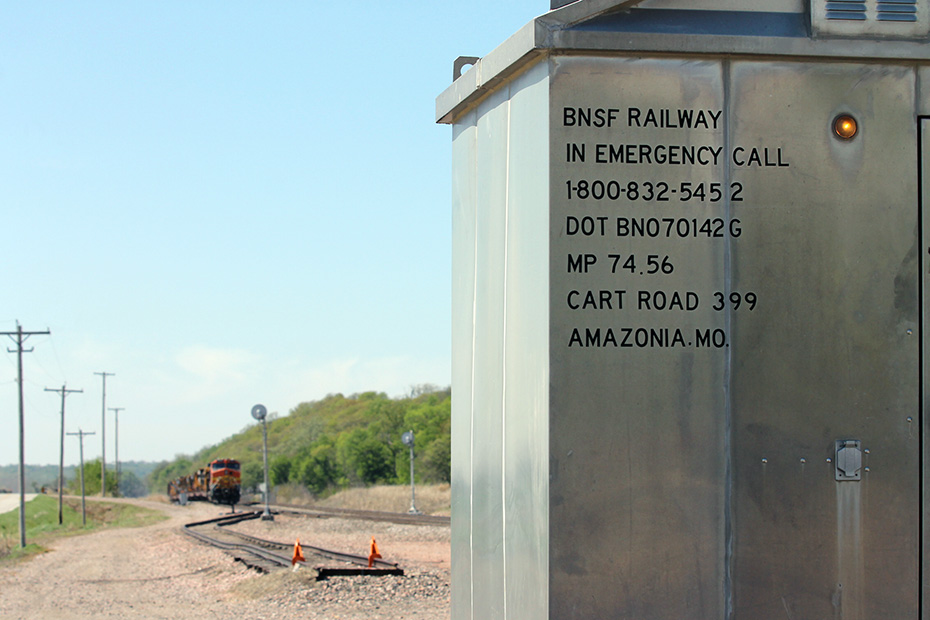 BNSF RAILWAY
IN EMERGENCY CALL
1-800-832-5452
DOT BN070142G
MP 74.56
CART ROAD 399
AMAZONIA.MO.